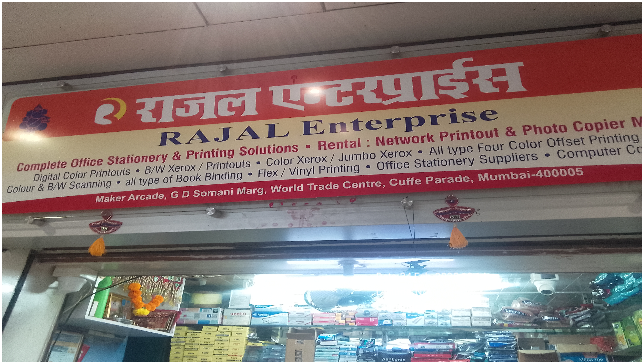 राजल एन्टरप्राईस
RAJAL Enterprise
Complete Office Stationery & Printing Solutions • Rental : Network Printout & Photo Copier M
Digital Color Printouts • B/W Xerox / Printouts • Color Xerox / Jumbo Xerox • All type Four Color Offset Printing
Colour & B/W Scanning • all type of Book Binding • Flex / Vinyl Printing • Office Stationery Suppliers • Computer Co
Maker Arcade, G D Somani Marg, World Trade Centre, Cuffe Parade, Mumbai-400005